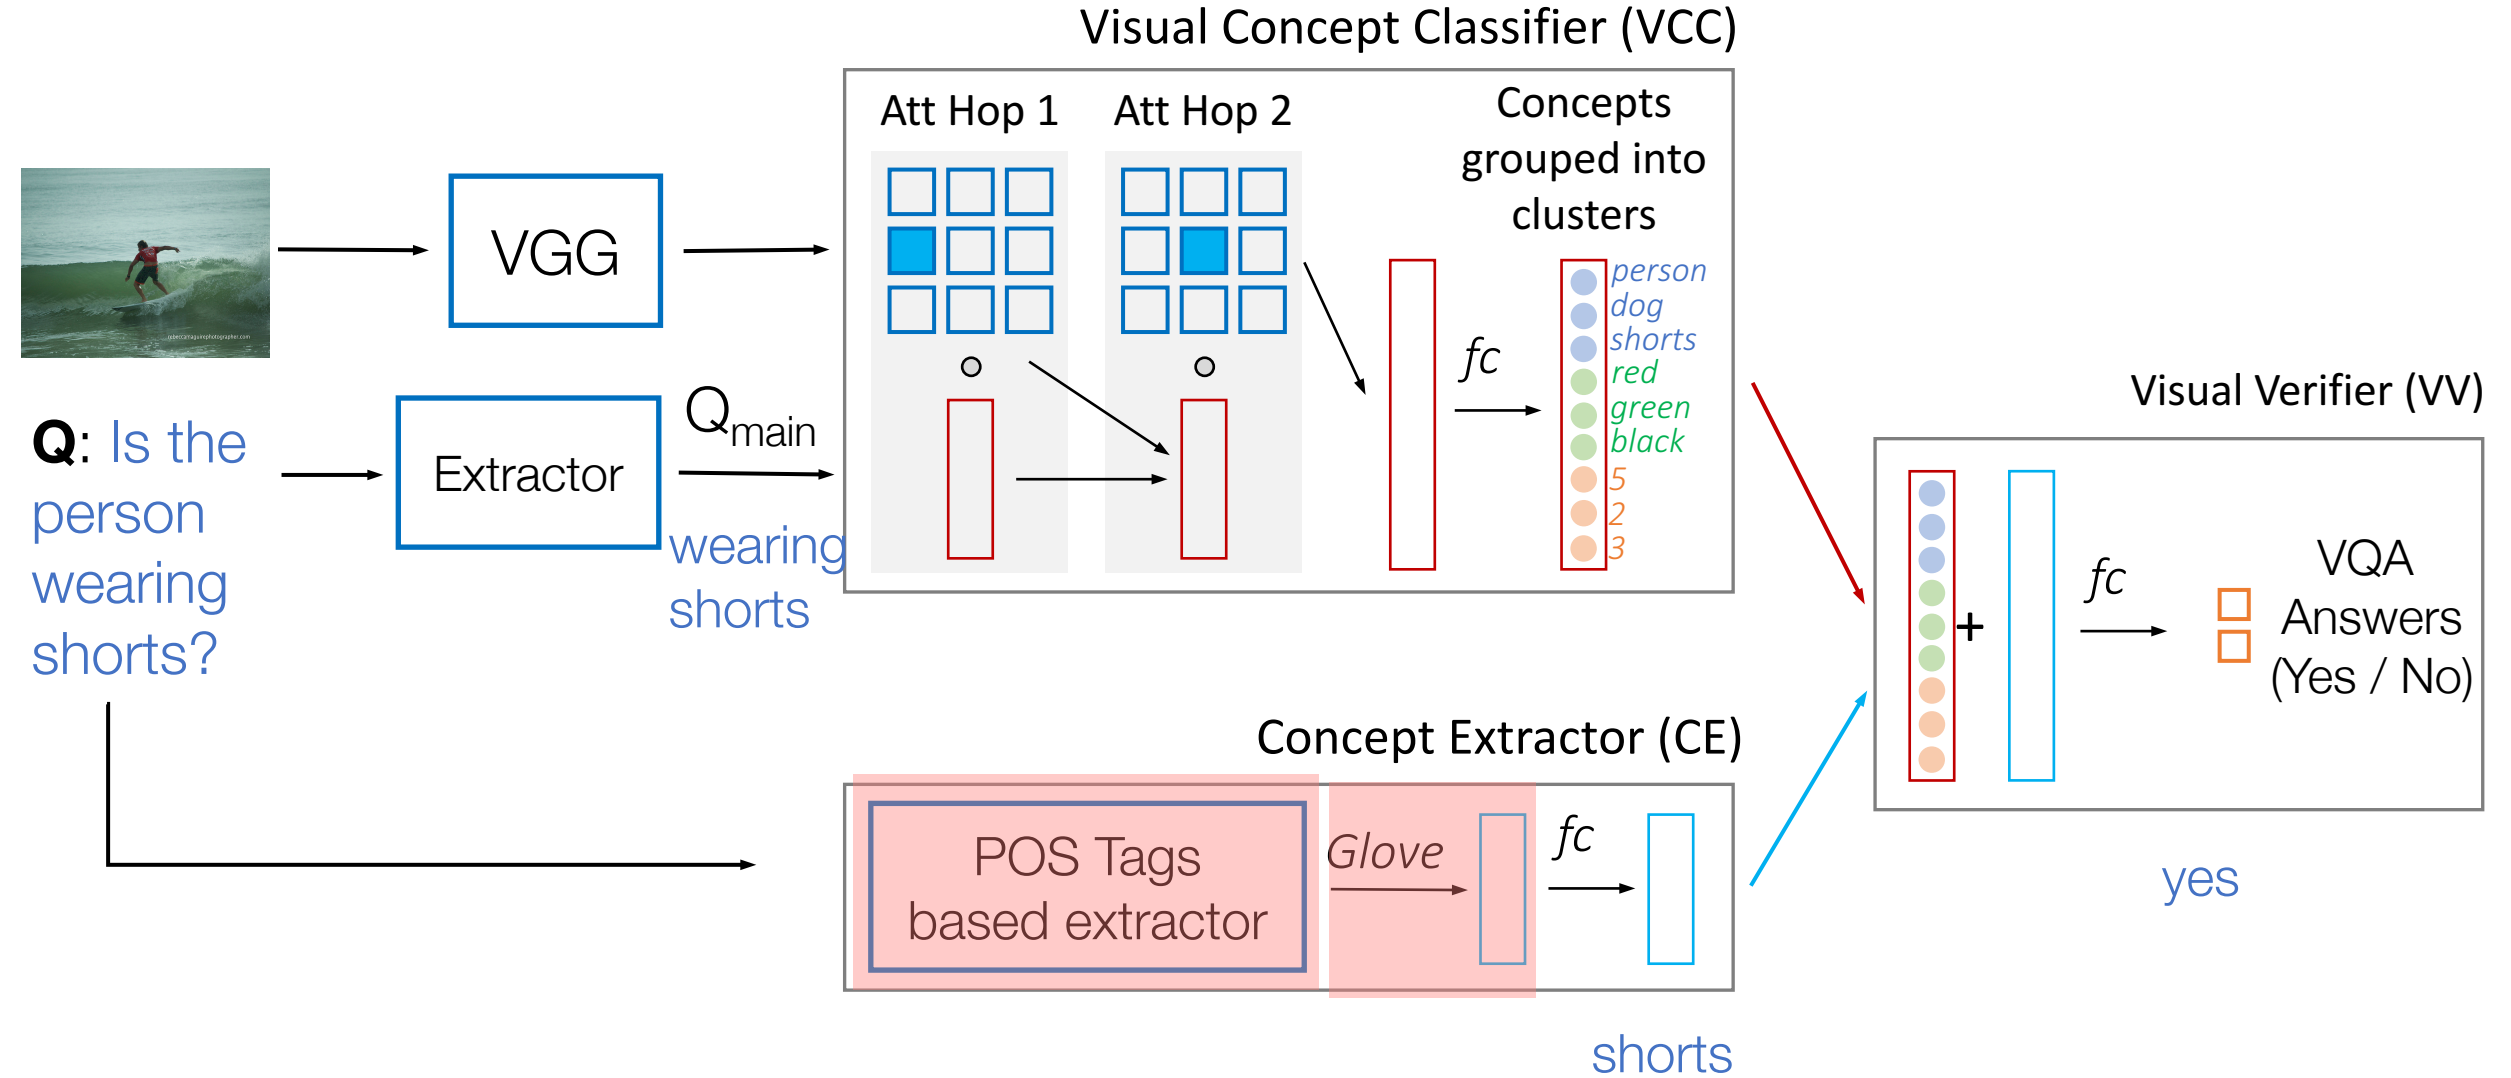 Visual Concept Classifier (VCC)
Att Hop 1
Att Hop 2
Concepts
grouped into
clusters
VGG
person
dog
shorts
red
green
black
5
2
3
fc
Q: Is the
person
wearing
shorts?
Extractor
Qmain
wearing
shorts
Visual Verifier (VV)
fc
VQA
Answers
(Yes / No)
yes
Concept Extractor (CE)
POS Tags
based extractor
Glove
fc
shorts